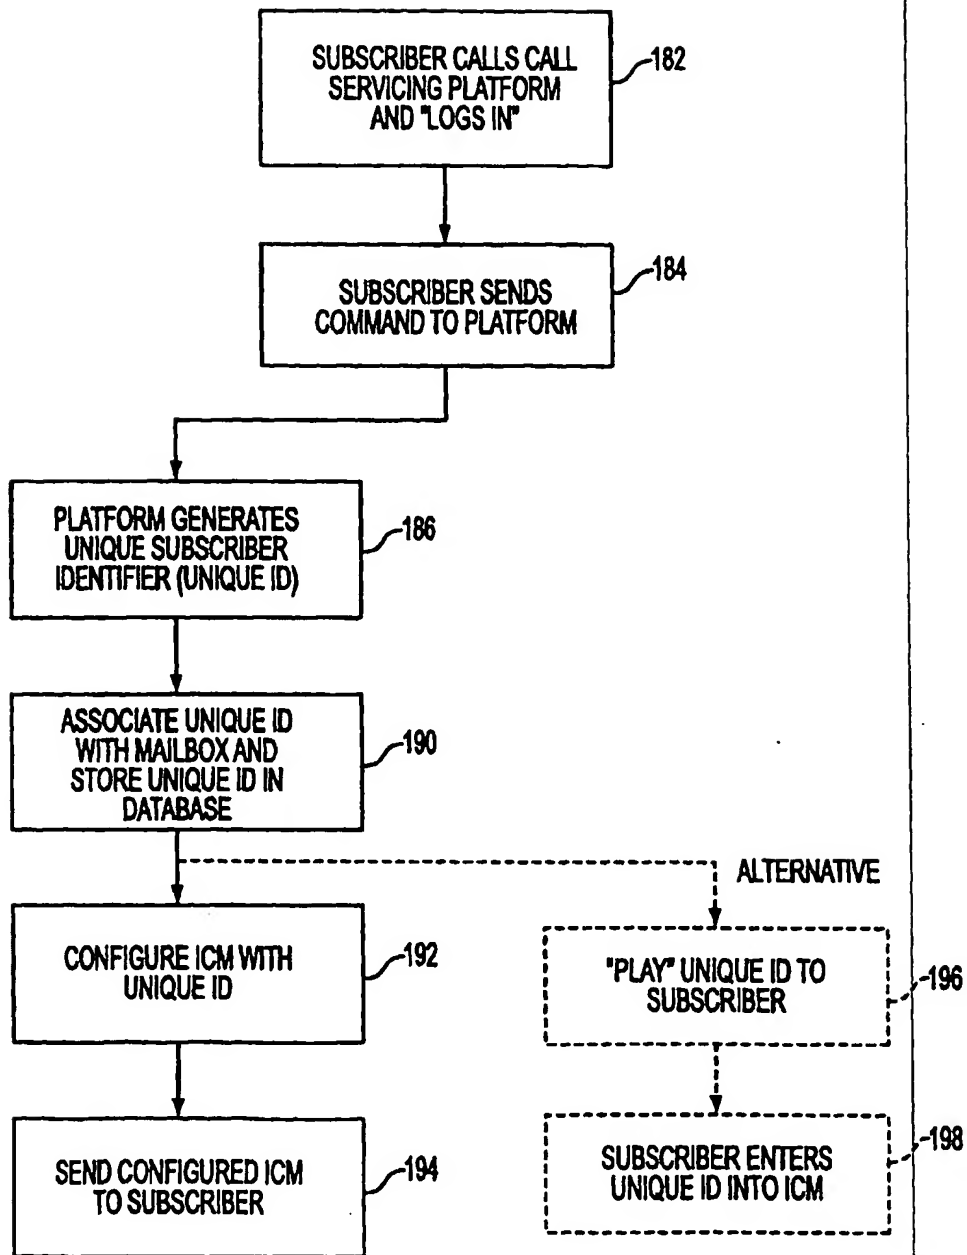 SUBSCRIBER CALLS CALL
SERVICING PLATFORM
AND "LOGS IN"
182
SUBSCRIBER SENDS
COMMAND TO PLATFORM
184
PLATFORM GENERATES
UNIQUE SUBSCRIBER
IDENTIFIER (UNIQUE ID)
186
ASSOCIATE UNIQUE ID
WITH MAILBOX AND
STORE UNIQUE ID IN
DATABASE
190
ALTERNATIVE
CONFIGURE ICM WITH
UNIQUE ID
192
"PLAY" UNIQUE ID TO
SUBSCRIBER
196
SEND CONFIGURED ICM
TO SUBSCRIBER
194
SUBSCRIBER ENTERS
UNIQUE ID INTO ICM
198